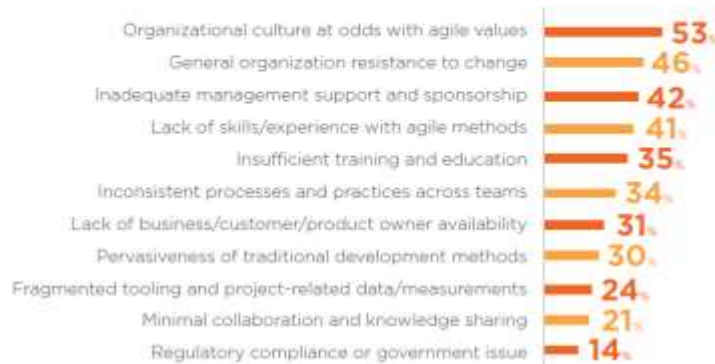 Organizational culture at odds with agile values 53%
General organization resistance to change 46%
Inadequate management support and sponsorship 42%
Lack of skills/experience with agile methods 41%
Insufficient training and education 35%
Inconsistent processes and practices across teams 34%
Lack of business/customer/product owner availability 31%
Pervasiveness of traditional development methods 30%
Fragmented tooling and project-related data/measurements 24%
Minimal collaboration and knowledge sharing 21%
Regulatory compliance or government issue 14%